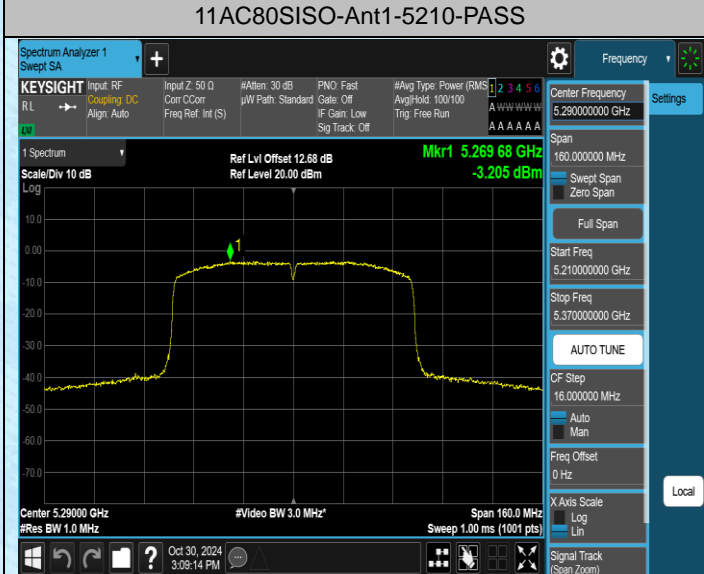 11AC80SISO-Ant1-5210-PASS
Spectrum Analyzer 1
Swept SA
+
Frequency
KEYSIGHT
RL
LXI
Input: RF
Coupling: DC
Align: Auto
Input Z: 50 Ω
Corr CCorr
Freq Ref: Int (S)
#Atten: 30 dB
µW Path: Standard
PNO: Fast
Gate: Off
IF Gain: Low
Sig Track: Off
#Avg Type: Power (RMS
Avg|Hold: 100/100
Trig: Free Run
1 2 3 4 5 6
A W W W W W
A A A A A A
1 Spectrum
Scale/Div 10 dB
Log
Ref Lvl Offset 12.68 dB
Ref Level 20.00 dBm
Mkr1 5.269 68 GHz
-3.205 dBm
10.0
0.00
-10.0
-20.0
-30.0
-40.0
-50.0
-60.0
-70.0
1
Center 5.29000 GHz
#Res BW 1.0 MHz
#Video BW 3.0 MHz*
Span 160.0 MHz
Sweep 1.00 ms (1001 pts)
Center Frequency
5.290000000 GHz
Settings
Span
160.000000 MHz
Swept Span
Zero Span
Full Span
Start Freq
5.210000000 GHz
Stop Freq
5.370000000 GHz
AUTO TUNE
CF Step
16.000000 MHz
Auto
Man
Freq Offset
0 Hz
X Axis Scale
Log
Lin
Local
Signal Track
(Span Zoom)
?
Oct 30, 2024
3:09:14 PM